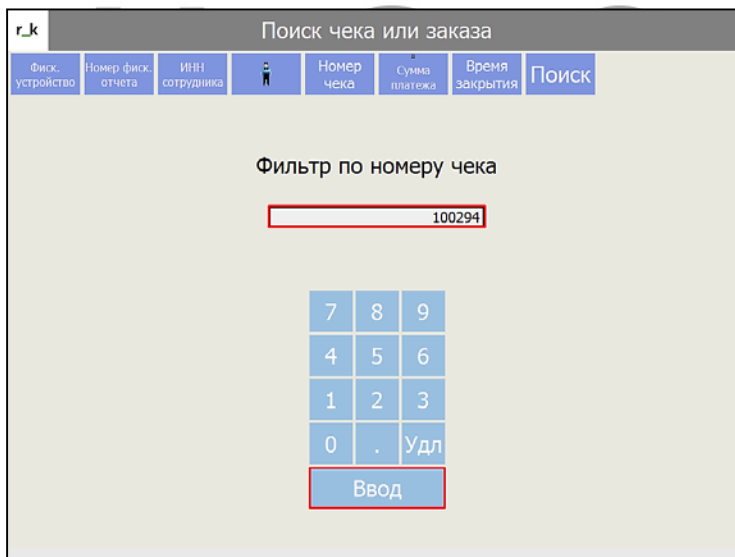 r_k
Поиск чека или заказа
Фиск.
устройство
Номер фиск.
отчета
ИНН
сотрудника
Номер
чека
Сумма
платежа
Время
закрытия
Поиск
Фильтр по номеру чека
100294
7 8 9
4 5 6
1 2 3
0 . Удл
Ввод